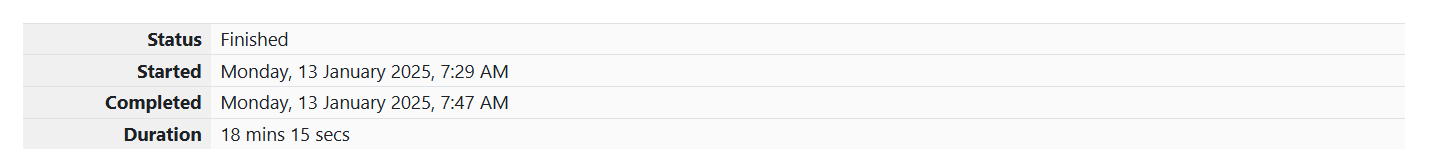 Status Finished
Started Monday, 13 January 2025, 7:29 AM
Completed Monday, 13 January 2025, 7:47 AM
Duration 18 mins 15 secs